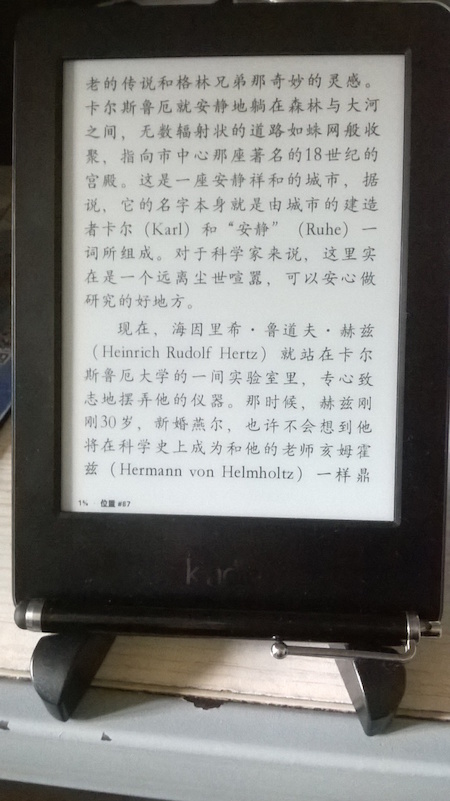 老的传说和格林兄弟那奇妙的灵感。
卡尔斯鲁厄就安静地躺在森林与大河
之间，无数辐射状的道路如蛛网般收
聚，指向市中心那座著名的18世纪的
宫殿。这是一座安静祥和的城市，据
说，它的名字本身就是由城市的建造
者卡尔（Karl）和“安静”（Ruhe）一
词所组成。对于科学家来说，这里实
在是一个远离尘世喧嚣，可以安心做
研究的好地方。
现在，海因里希·鲁道夫·赫兹
（Heinrich Rudolf Hertz）就站在卡尔
斯鲁厄大学的一间实验室里，专心致
志地摆弄他的仪器。那时候，赫兹刚
刚30岁，新婚燕尔，也许不会想到他
将在科学史上成为和他的老师亥姆霍
兹（Hermann von Helmholtz）一样鼎
1% 位置 #87